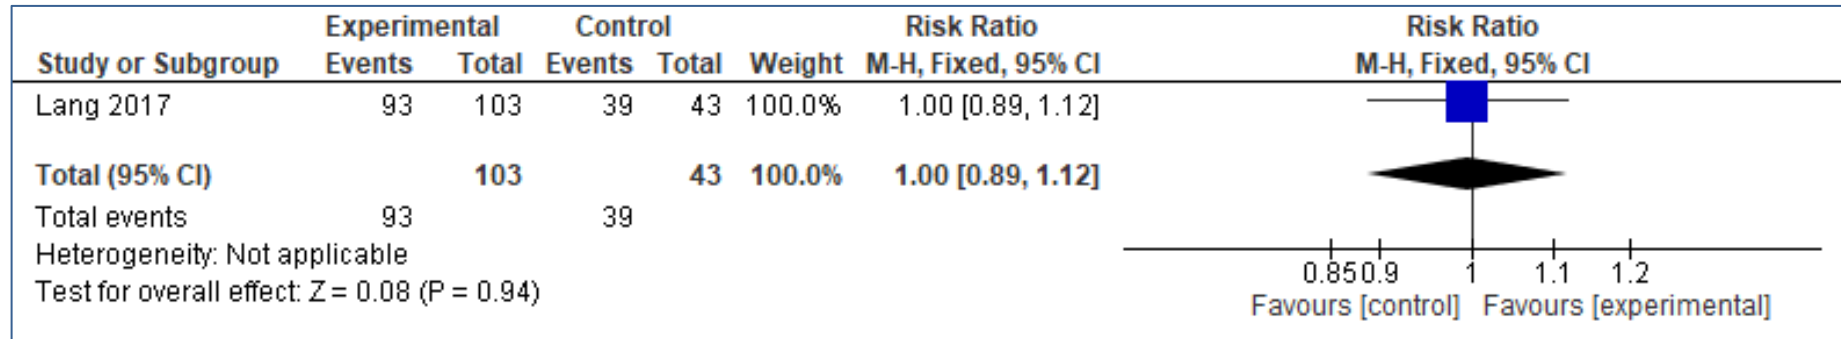 Experimental Control Risk Ratio Risk Ratio
Study or Subgroup Events Total Events Total Weight M-H, Fixed, 95% CI M-H, Fixed, 95% CI
Lang 2017 93 103 39 43 100.0% 1.00 [0.89, 1.12]
Total (95% CI) 103 43 100.0% 1.00 [0.89, 1.12]
Total events 93 39
Heterogeneity: Not applicable
Test for overall effect: Z = 0.08 (P = 0.94)
0.85 0.9 1 1.1 1.2
Favours [control] Favours [experimental]